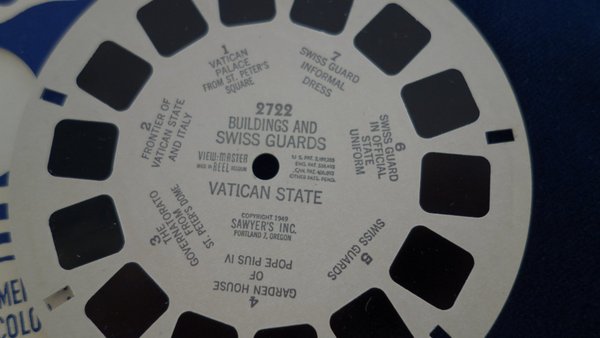 2722
BUILDINGS AND
SWISS GUARDS
VIEW-MASTER
REEL
VATICAN STATE
COPYRIGHT 1949
SAWYER'S INC.
PORTLAND 7, OREGON
1
VATICAN
PALACE
FROM ST. PETER'S
SQUARE
2
FRONTIER OF
VATICAN STATE
AND ITALY
3
GOVERNATORATO
FROM
ST. PETER'S DOME
4
GARDEN HOUSE
OF
POPE PIUS IV
5
SWISS GUARDS
6
SWISS GUARD
IN OFFICIAL
STATE
UNIFORM
7
SWISS GUARD
INFORMAL
DRESS